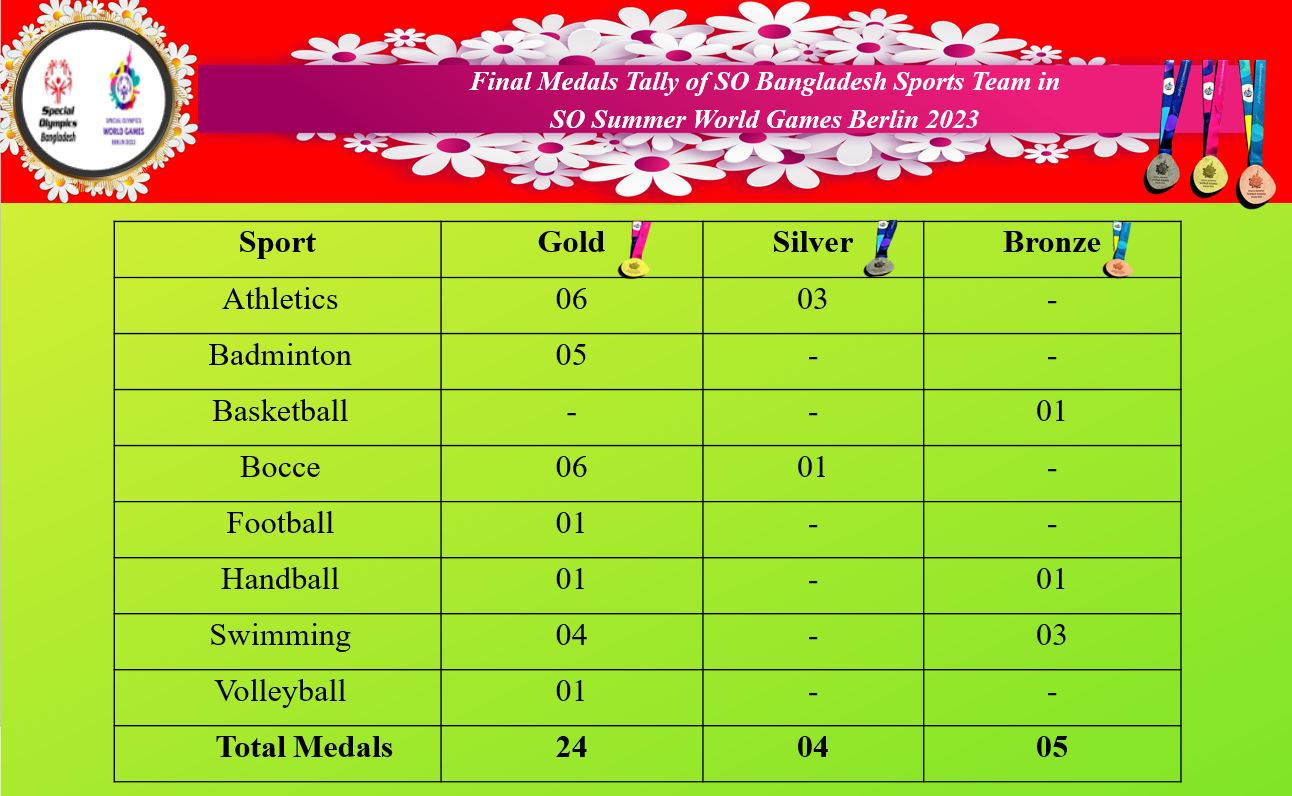 Final Medals Tally of SO Bangladesh Sports Team in
SO Summer World Games Berlin 2023
Special
Olympics
Bangladesh
SPECIAL OLYMPICS
WORLD GAMES
BERLIN 2023
Sport Gold Silver Bronze
Athletics 06 03 -
Badminton 05 - -
Basketball - - 01
Bocce 06 01 -
Football 01 - -
Handball 01 - 01
Swimming 04 - 03
Volleyball 01 - -
Total Medals 24 04 05